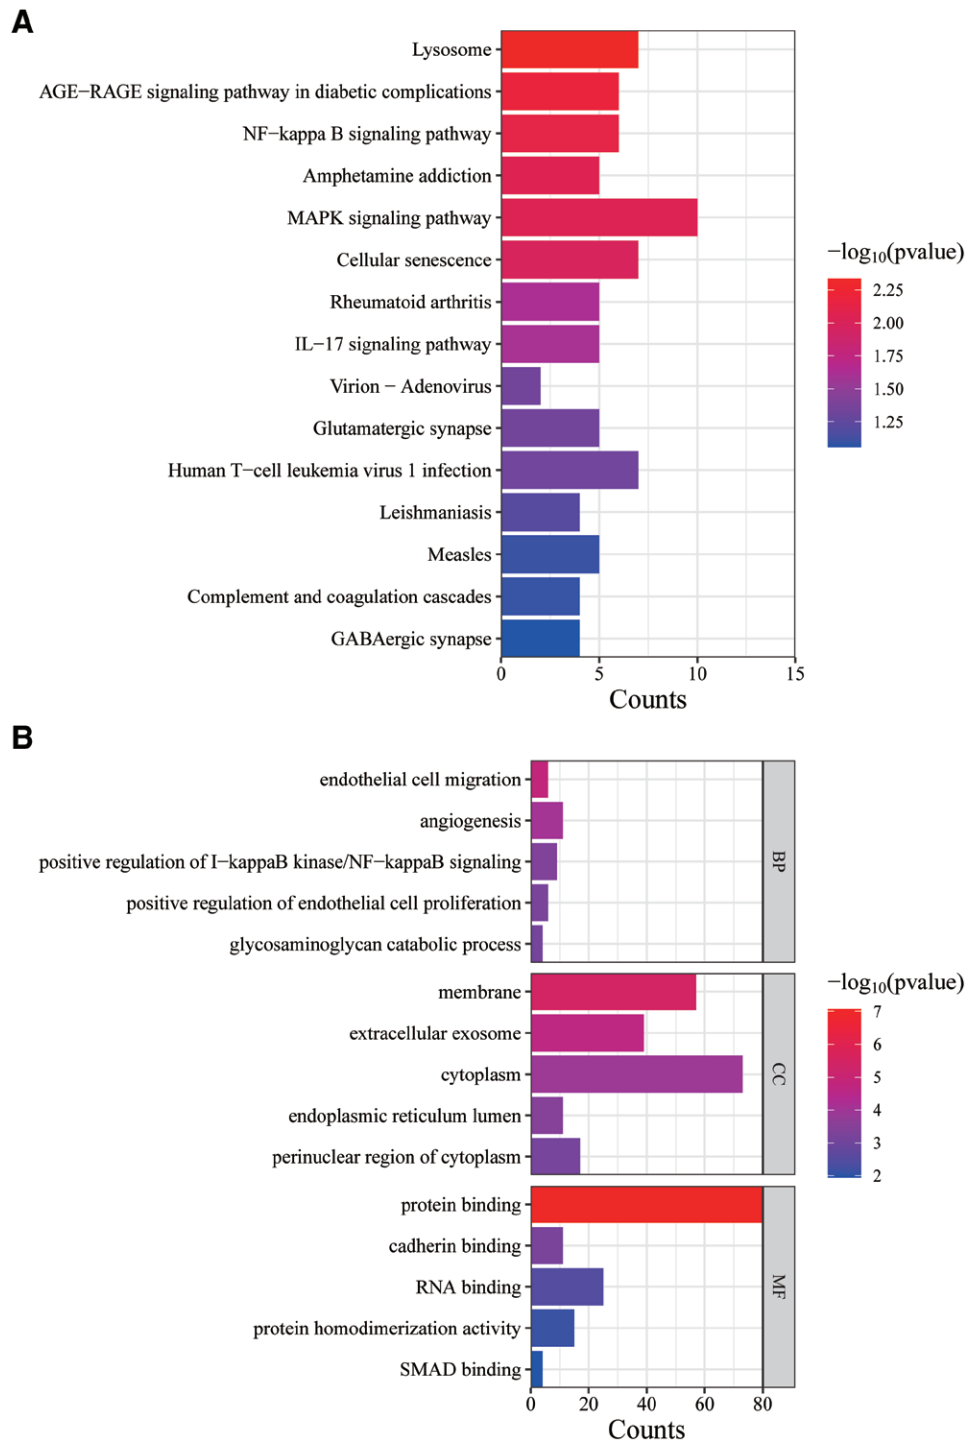 A
Lysosome
AGE−RAGE signaling pathway in diabetic complications
NF−kappa B signaling pathway
Amphetamine addiction
MAPK signaling pathway
Cellular senescence
Rheumatoid arthritis
IL−17 signaling pathway
Virion − Adenovirus
Glutamatergic synapse
Human T−cell leukemia virus 1 infection
Leishmaniasis
Measles
Complement and coagulation cascades
GABAergic synapse
0 5 10 15
Counts
−log₁₀(pvalue)
2.25
2.00
1.75
1.50
1.25
B
endothelial cell migration
angiogenesis
positive regulation of I−kappaB kinase/NF−kappaB signaling
positive regulation of endothelial cell proliferation
glycosaminoglycan catabolic process
BP
membrane
extracellular exosome
cytoplasm
endoplasmic reticulum lumen
perinuclear region of cytoplasm
CC
protein binding
cadherin binding
RNA binding
protein homodimerization activity
SMAD binding
MF
0 20 40 60 80
Counts
−log₁₀(pvalue)
7
6
5
4
3
2